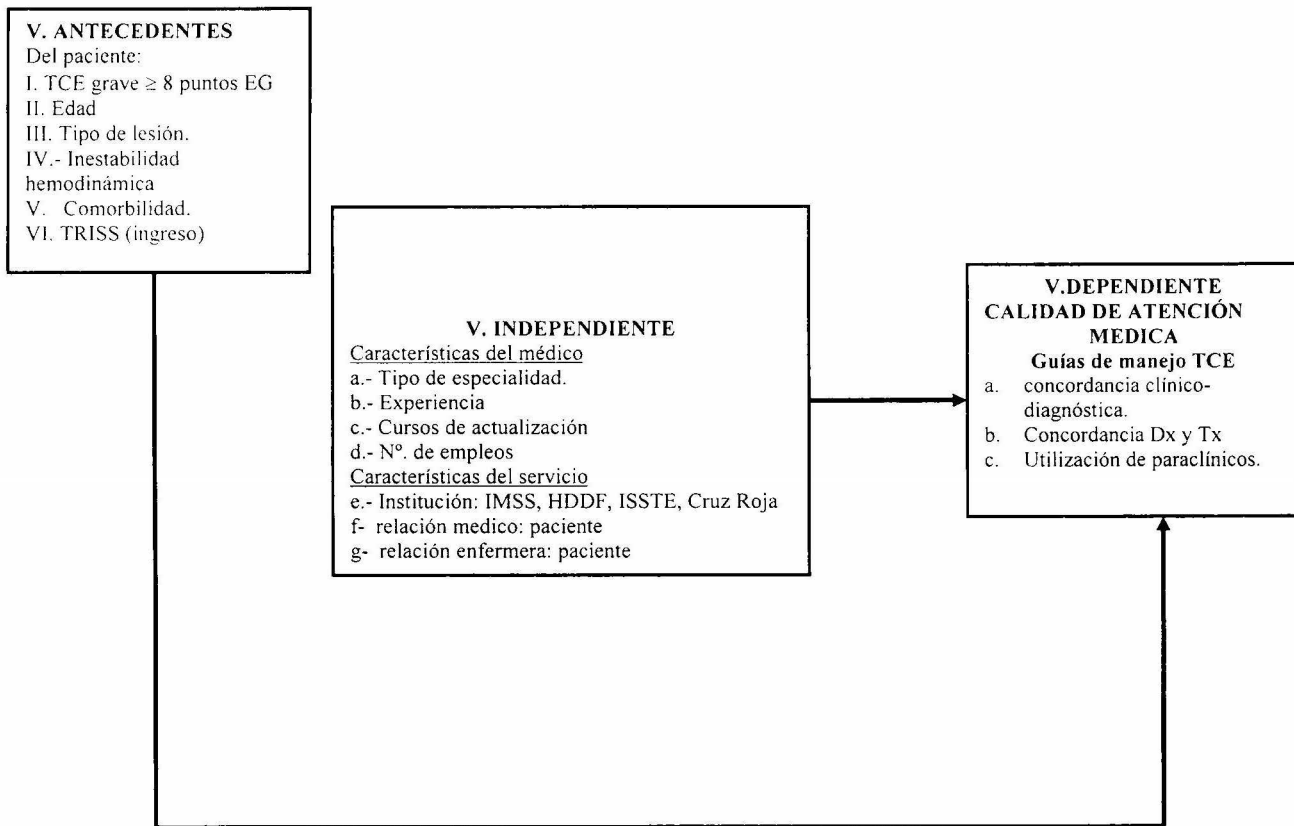 V. ANTECEDENTES
Del paciente:
I. TCE grave ≥ 8 puntos EG
II. Edad
III. Tipo de lesión.
IV.- Inestabilidad
hemodinámica
V. Comorbilidad.
VI. TRISS (ingreso)
V. INDEPENDIENTE
Características del médico
a.- Tipo de especialidad.
b.- Experiencia
c.- Cursos de actualización
d.- Nº. de empleos
Características del servicio
e.- Institución: IMSS, HDDF, ISSTE, Cruz Roja
f- relación medico: paciente
g- relación enfermera: paciente
V.DEPENDIENTE
CALIDAD DE ATENCIÓN
MEDICA
Guías de manejo TCE
a. concordancia clínico-
diagnóstica.
b. Concordancia Dx y Tx
c. Utilización de paraclínicos.